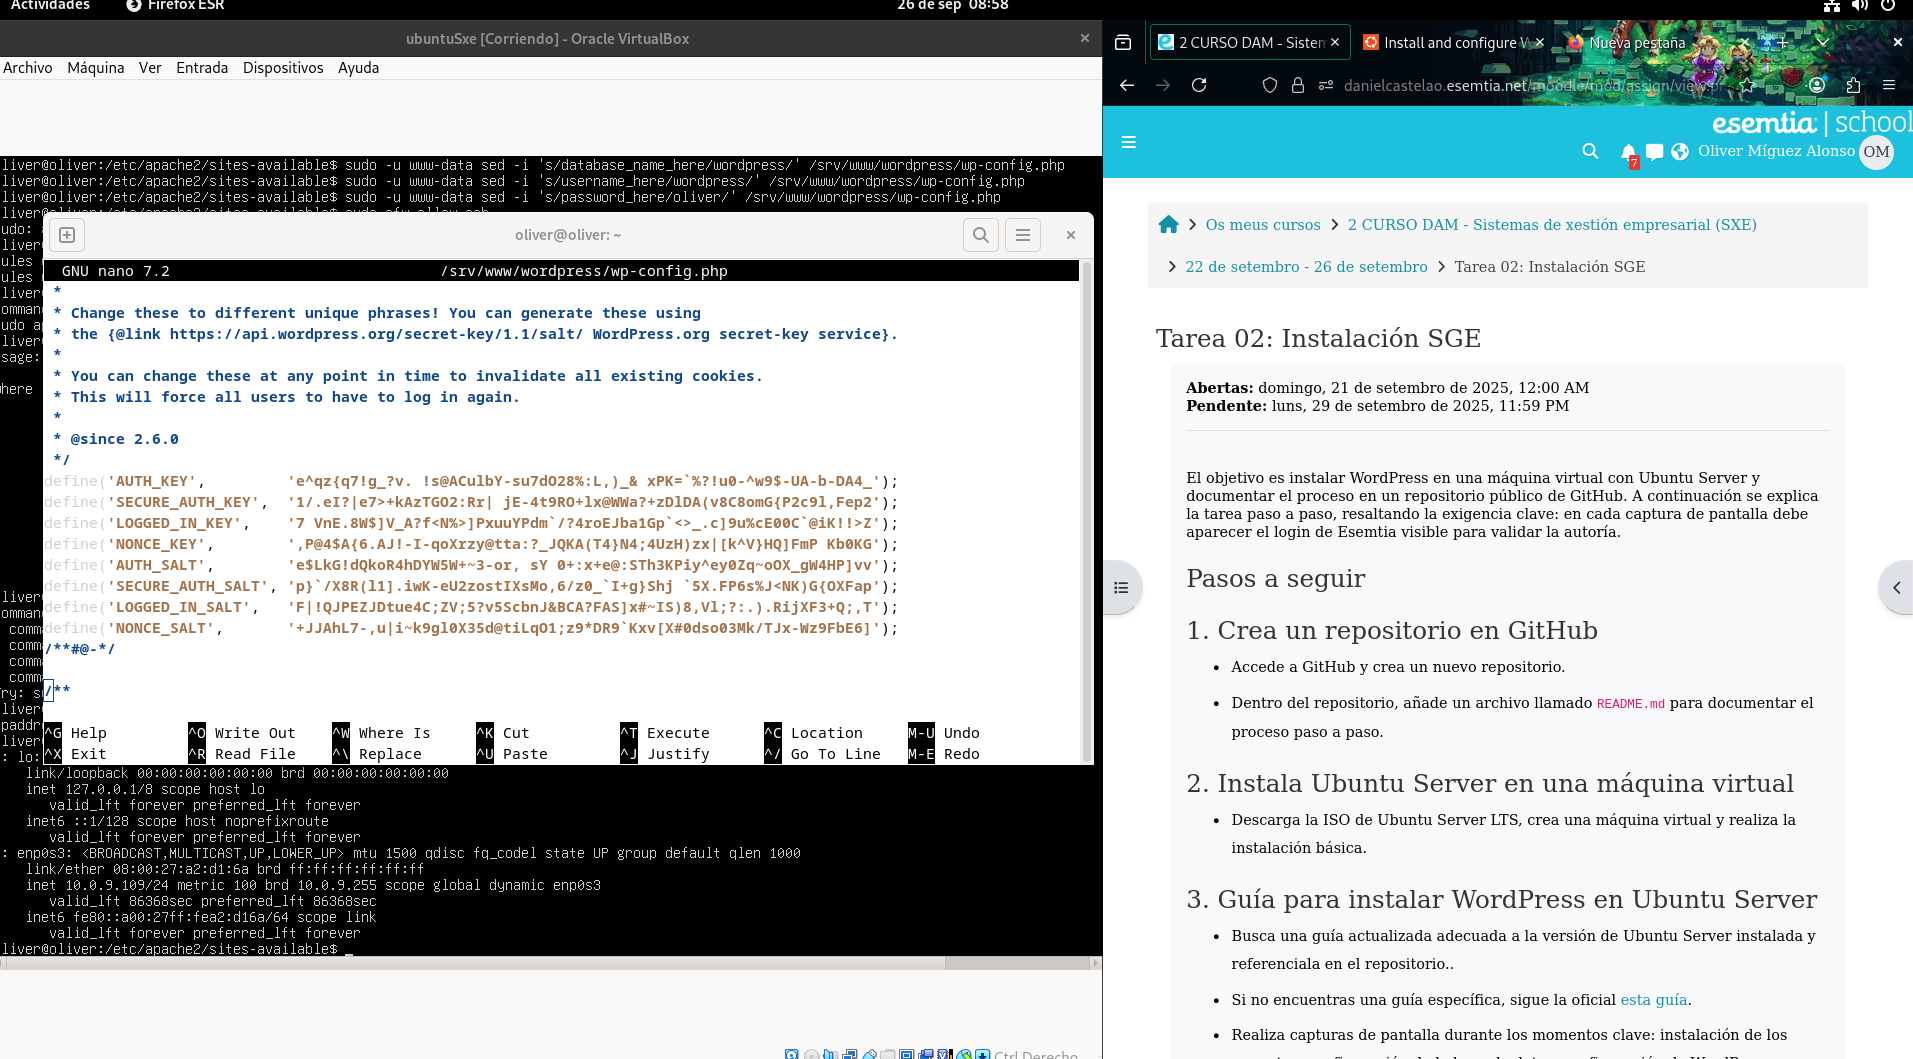 Actividades Firefox ESR 26 de sep 08:58
ubuntuSxe [Corriendo] - Oracle VirtualBox
Archivo Máquina Ver Entrada Dispositivos Ayuda
liver@oliver:/etc/apache2/sites-available$ sudo -u www-data sed -i 's/database_name_here/wordpress/' /srv/www/wordpress/wp-config.php
liver@oliver:/etc/apache2/sites-available$ sudo -u www-data sed -i 's/username_here/wordpress/' /srv/www/wordpress/wp-config.php
liver@oliver:/etc/apache2/sites-available$ sudo -u www-data sed -i 's/password_here/oliver/' /srv/www/wordpress/wp-config.php
oliver@oliver: ~
GNU nano 7.2 /srv/www/wordpress/wp-config.php
*
* Change these to different unique phrases! You can generate these using
* the {@link https://api.wordpress.org/secret-key/1.1/salt/ WordPress.org secret-key service}.
*
* You can change these at any point in time to invalidate all existing cookies.
* This will force all users to have to log in again.
*
* @since 2.6.0
*/
define('AUTH_KEY', 'e^qz{q7!g_?v. !s@ACulbY-su7dO28%:L,)_& xPK=`%?!u0-^w9$-UA-b-DA4_');
define('SECURE_AUTH_KEY', '1/.eI?|e7>+kAzTGO2:Rr| jE-4t9RO+lx@WWa?+zDlDA(v8C8omG{P2c9l,Fep2');
define('LOGGED_IN_KEY', '7 VnE.8W$]V_A?f<N%>]PxuuYPdm`/?4roEJba1Gp`<>_.c]9u%cE00C`@iK!!>Z');
define('NONCE_KEY', ',P@4$A{6.AJ!-I-qoXrzy@tta:?_JQKA(T4}N4;4UzH)zx|[k^V}HQ]FmP Kb0KG');
define('AUTH_SALT', 'e$LkG!dQkoR4hDYW5W+~3-or, sY 0+:x+e@:STh3KPiy^ey0Zq~oOX_gW4HP]vv');
define('SECURE_AUTH_SALT', 'p}`/X8R(l1].iwK-eU2zostIXsMo,6/z0_`I+g}Shj `5X.FP6s%J<NK)G{OXFap');
define('LOGGED_IN_SALT', 'F|!QJPEZJDtue4C;ZV;5?v5ScbnJ&BCA?FAS]x#~IS)8,Vl;?:.).RijXF3+Q;,T');
define('NONCE_SALT', '+JJAhL7-,u|i~k9gl0X35d@tiLqO1;z9*DR9`Kxv[X#0dso03Mk/TJx-Wz9FbE6]');
/**#@-*/
/**
^G Help ^O Write Out ^W Where Is ^K Cut ^T Execute ^C Location M-U Undo
^X Exit ^R Read File ^\ Replace ^U Paste ^J Justify ^/ Go To Line M-E Redo
link/loopback 00:00:00:00:00:00 brd 00:00:00:00:00:00
inet 127.0.0.1/8 scope host lo
valid_lft forever preferred_lft forever
inet6 ::1/128 scope host noprefixroute
valid_lft forever preferred_lft forever
: enp0s3: <BROADCAST,MULTICAST,UP,LOWER_UP> mtu 1500 qdisc fq_codel state UP group default qlen 1000
link/ether 08:00:27:a2:d1:6a brd ff:ff:ff:ff:ff:ff
inet 10.0.9.109/24 metric 100 brd 10.0.9.255 scope global dynamic enp0s3
valid_lft 86368sec preferred_lft 86368sec
inet6 fe80::a00:27ff:fea2:d16a/64 scope link
valid_lft forever preferred_lft forever
liver@oliver:/etc/apache2/sites-available$ _
Ctrl Derecho
2 CURSO DAM - Sistem Install and configure W Nueva pestaña
danielcastelao.esemtia.net/moodle/mod/assign/view.p
esemtia | school
7 Oliver Míguez Alonso OM
Os meus cursos 2 CURSO DAM - Sistemas de xestión empresarial (SXE)
22 de setembro - 26 de setembro Tarea 02: Instalación SGE
Tarea 02: Instalación SGE
Abertas: domingo, 21 de setembro de 2025, 12:00 AM
Pendente: luns, 29 de setembro de 2025, 11:59 PM
El objetivo es instalar WordPress en una máquina virtual con Ubuntu Server y
documentar el proceso en un repositorio público de GitHub. A continuación se explica
la tarea paso a paso, resaltando la exigencia clave: en cada captura de pantalla debe
aparecer el login de Esemtia visible para validar la autoría.
Pasos a seguir
1. Crea un repositorio en GitHub
• Accede a GitHub y crea un nuevo repositorio.
• Dentro del repositorio, añade un archivo llamado README.md para documentar el
proceso paso a paso.
2. Instala Ubuntu Server en una máquina virtual
• Descarga la ISO de Ubuntu Server LTS, crea una máquina virtual y realiza la
instalación básica.
3. Guía para instalar WordPress en Ubuntu Server
• Busca una guía actualizada adecuada a la versión de Ubuntu Server instalada y
referenciala en el repositorio..
• Si no encuentras una guía específica, sigue la oficial esta guía.
• Realiza capturas de pantalla durante los momentos clave: instalación de los